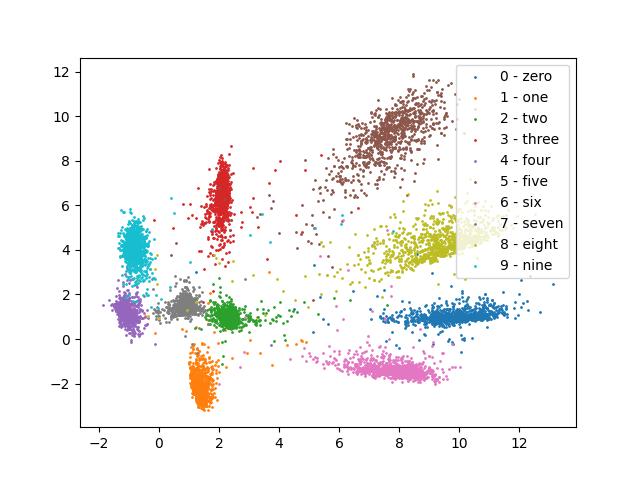 12
10
8
6
4
2
0
−2
−2
0
2
4
6
8
10
12
0 - zero
1 - one
2 - two
3 - three
4 - four
5 - five
6 - six
7 - seven
8 - eight
9 - nine